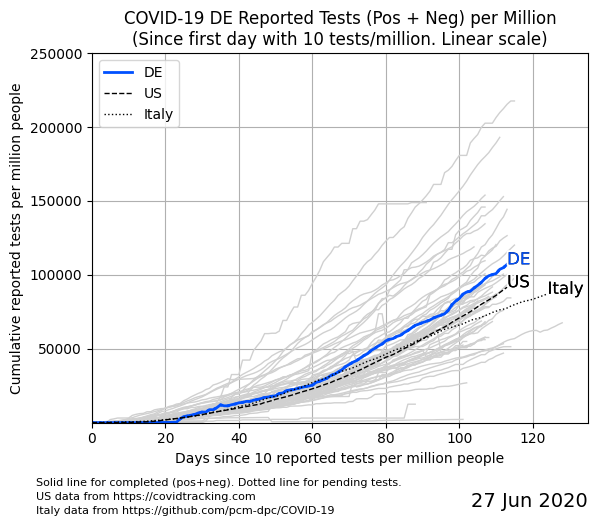 COVID-19 DE Reported Tests (Pos + Neg) per Million
(Since first day with 10 tests/million. Linear scale)
Cumulative reported tests per million people
250000
200000
150000
100000
50000
DE
US
Italy
DE
US
Italy
0
20
40
60
80
100
120
Days since 10 reported tests per million people
Solid line for completed (pos+neg). Dotted line for pending tests.
US data from https://covidtracking.com
Italy data from https://github.com/pcm-dpc/COVID-19
27 Jun 2020